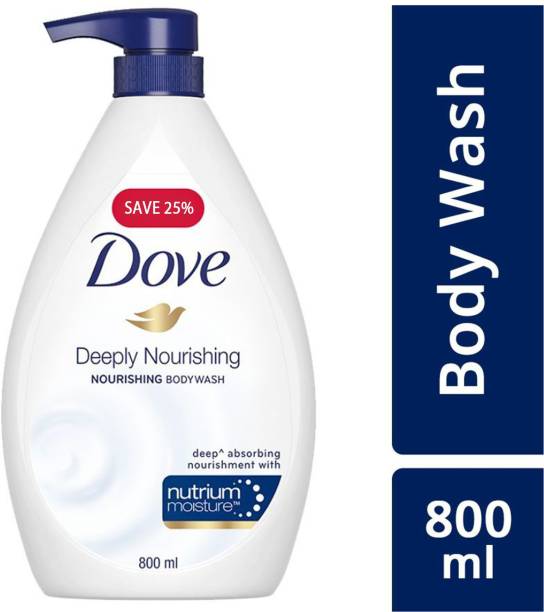 SAVE 25%
Dove
Deeply Nourishing
NOURISHING BODYWASH
deep^ absorbing
nourishment with
nutrium
moisture™
800 ml
Body Wash
800
ml